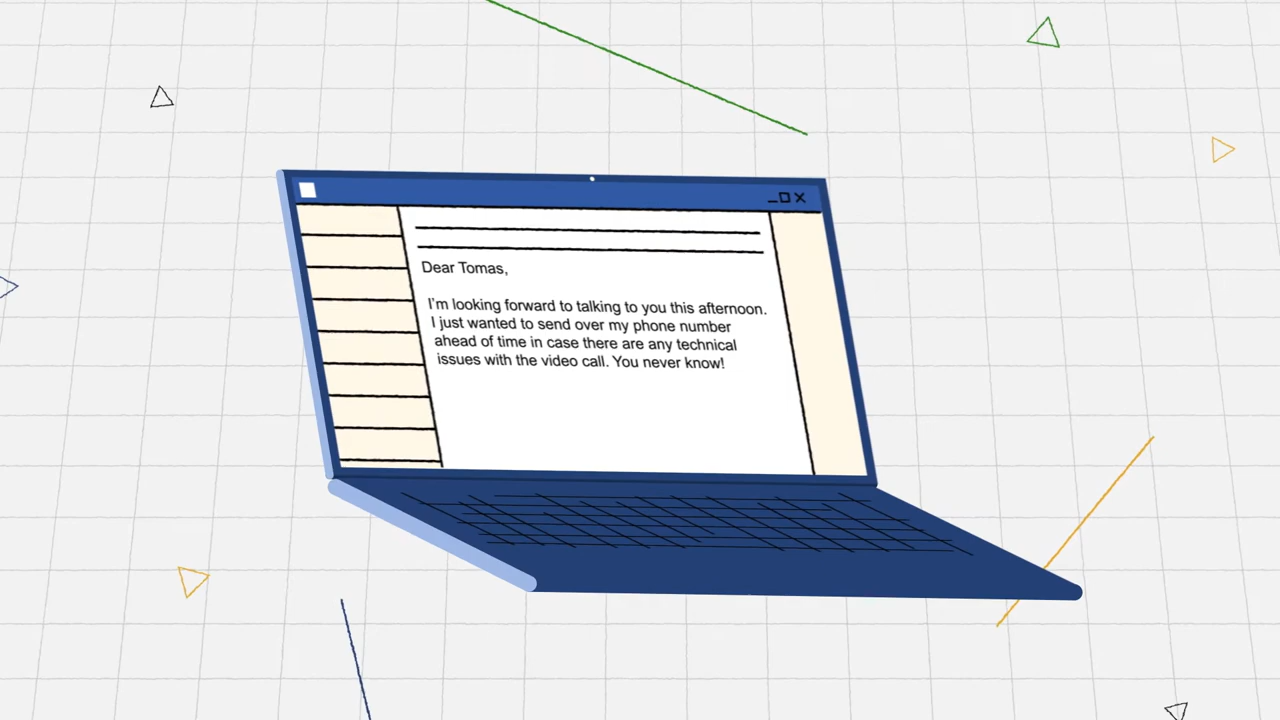 Dear Tomas,
I'm looking forward to talking to you this afternoon.
I just wanted to send over my phone number
ahead of time in case there are any technical
issues with the video call. You never know!